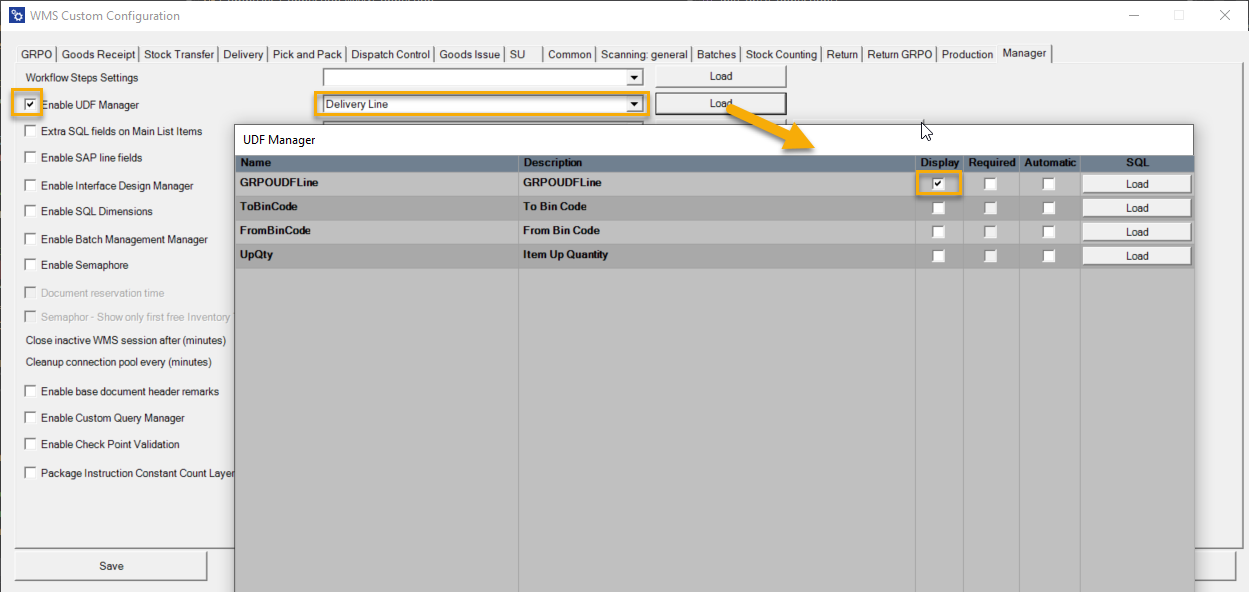 WMS Custom Configuration
GRPO Goods Receipt Stock Transfer Delivery Pick and Pack Dispatch Control Goods Issue SU Common Scanning: general Batches Stock Counting Return Return GRPO Production Manager
Workflow Steps Settings Load
Enable UDF Manager Delivery Line Load
Extra SQL fields on Main List Items
UDF Manager
Name Description Display Required Automatic SQL
Enable SAP line fields
GRPOUDFLine GRPOUDFLine Load
Enable Interface Design Manager
ToBinCode To Bin Code Load
Enable SQL Dimensions
FromBinCode From Bin Code Load
Enable Batch Management Manager
UpQty Item Up Quantity Load
Enable Semaphore
Document reservation time
Semaphor - Show only first free Inventory
Close inactive WMS session after (minutes)
Cleanup connection pool every (minutes)
Enable base document header remarks
Enable Custom Query Manager
Enable Check Point Validation
Package Instruction Constant Count Layer
Save